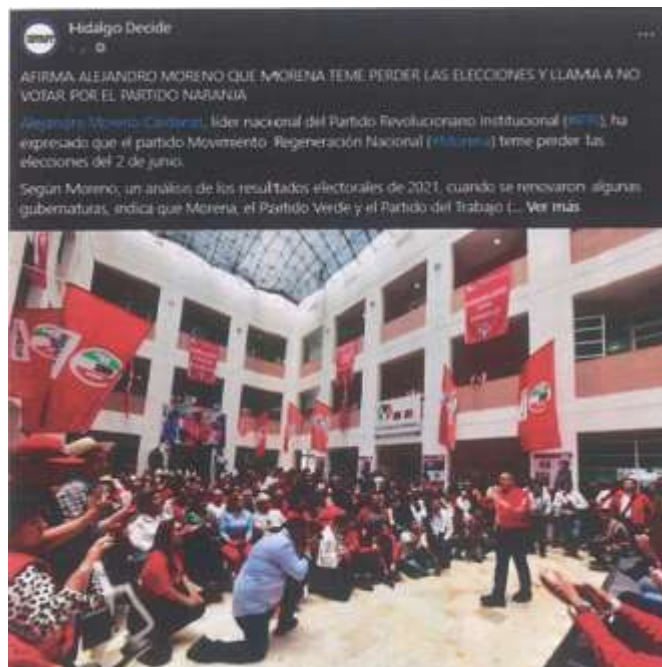 Hidalgo Decide
AFIRMA ALEJANDRO MORENO QUE MORENA TEME PERDER LAS ELECCIONES Y LLAMA A NO
VOTAR POR EL PARTIDO NARANJA
Alejandro Moreno Cárdenas, líder nacional del Partido Revolucionario Institucional (#PRI), ha
expresado que el partido Movimiento Regeneración Nacional (#Morena) teme perder las
elecciones del 2 de junio.
Según Moreno, un análisis de los resultados electorales de 2021, cuando se renovaron algunas
gubernaturas, indica que Morena, el Partido Verde y el Partido del Trabajo (... Ver más